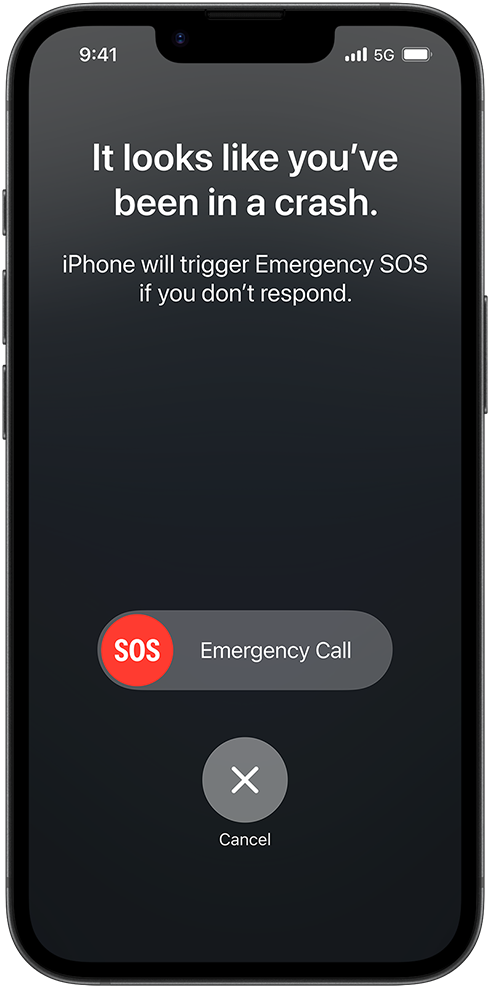 9:41 5G
It looks like you’ve
been in a crash.
iPhone will trigger Emergency SOS
if you don’t respond.
SOS Emergency Call
Cancel